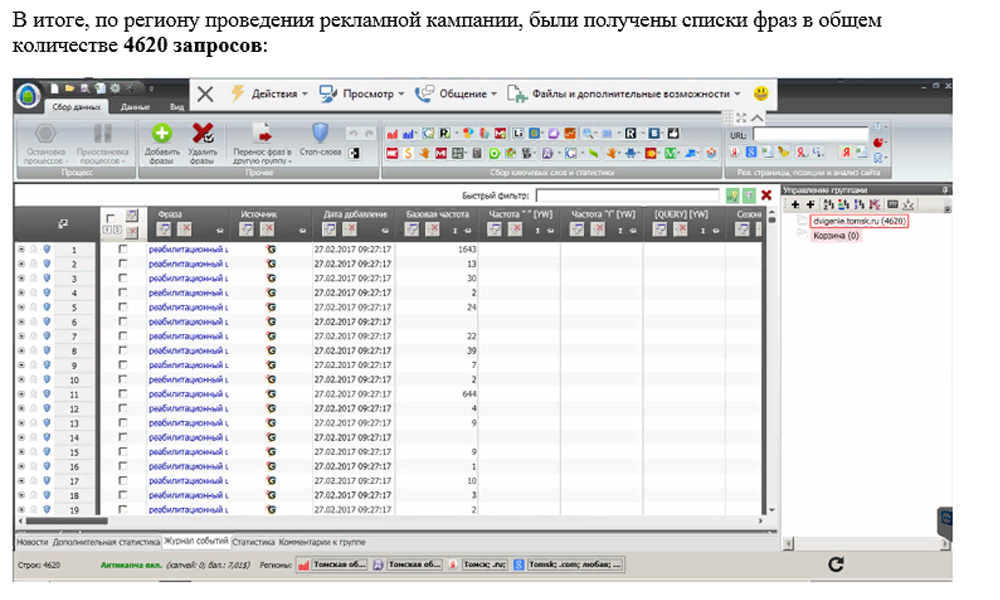 В итоге, по региону проведения рекламной кампании, были получены списки фраз в общем
количестве 4620 запросов:
Действия Просмотр Общение Файлы и дополнительные возможности
Сбор данных Данные Вид
Остановка процессов Приостановка процессов Добавить фразы Удалить фразы Перенос фраз в другую группу Стоп-слова URL:
Процесс Прочее Сбор ключевых слов и статистики Рел. страницы, позиции и анализ сайта
Быстрый фильтр: Управление группами
Фраза Источник Дата добавление Базовая частота Частота " " [YW] Частота "!" [YW] [QUERY] [YW] Сезонн
dvigenie.tomsk.ru (4620)
Корзина (0)
1 реабилитационный ц G 27.02.2017 09:27:17 1643
2 реабилитационный ц G 27.02.2017 09:27:17 13
3 реабилитационный ц G 27.02.2017 09:27:17 30
4 реабилитационный ц G 27.02.2017 09:27:17 2
5 реабилитационный ц G 27.02.2017 09:27:17 24
6 реабилитационный ц G 27.02.2017 09:27:17
7 реабилитационный ц G 27.02.2017 09:27:17 22
8 реабилитационный ц G 27.02.2017 09:27:17 39
9 реабилитационный ц G 27.02.2017 09:27:17 7
10 реабилитационный ц G 27.02.2017 09:27:17 2
11 реабилитационный ц G 27.02.2017 09:27:17 644
12 реабилитационный ц G 27.02.2017 09:27:17 4
13 реабилитационный ц G 27.02.2017 09:27:17 9
14 реабилитационный ц G 27.02.2017 09:27:17
15 реабилитационный ц G 27.02.2017 09:27:17 9
16 реабилитационный ц G 27.02.2017 09:27:17 1
17 реабилитационный ц G 27.02.2017 09:27:17 10
18 реабилитационный ц G 27.02.2017 09:27:17 3
19 реабилитационный ц G 27.02.2017 09:27:17 2
Новости Дополнительная статистика Журнал событий Статистика Комментарии к группе
Строк: 4620 Антикапча вкл. (капчей: 0; бал.: 7,01$) Регионы: Томская об... Томская об... Томск; .ru; Tomsk; .com; любая; ...